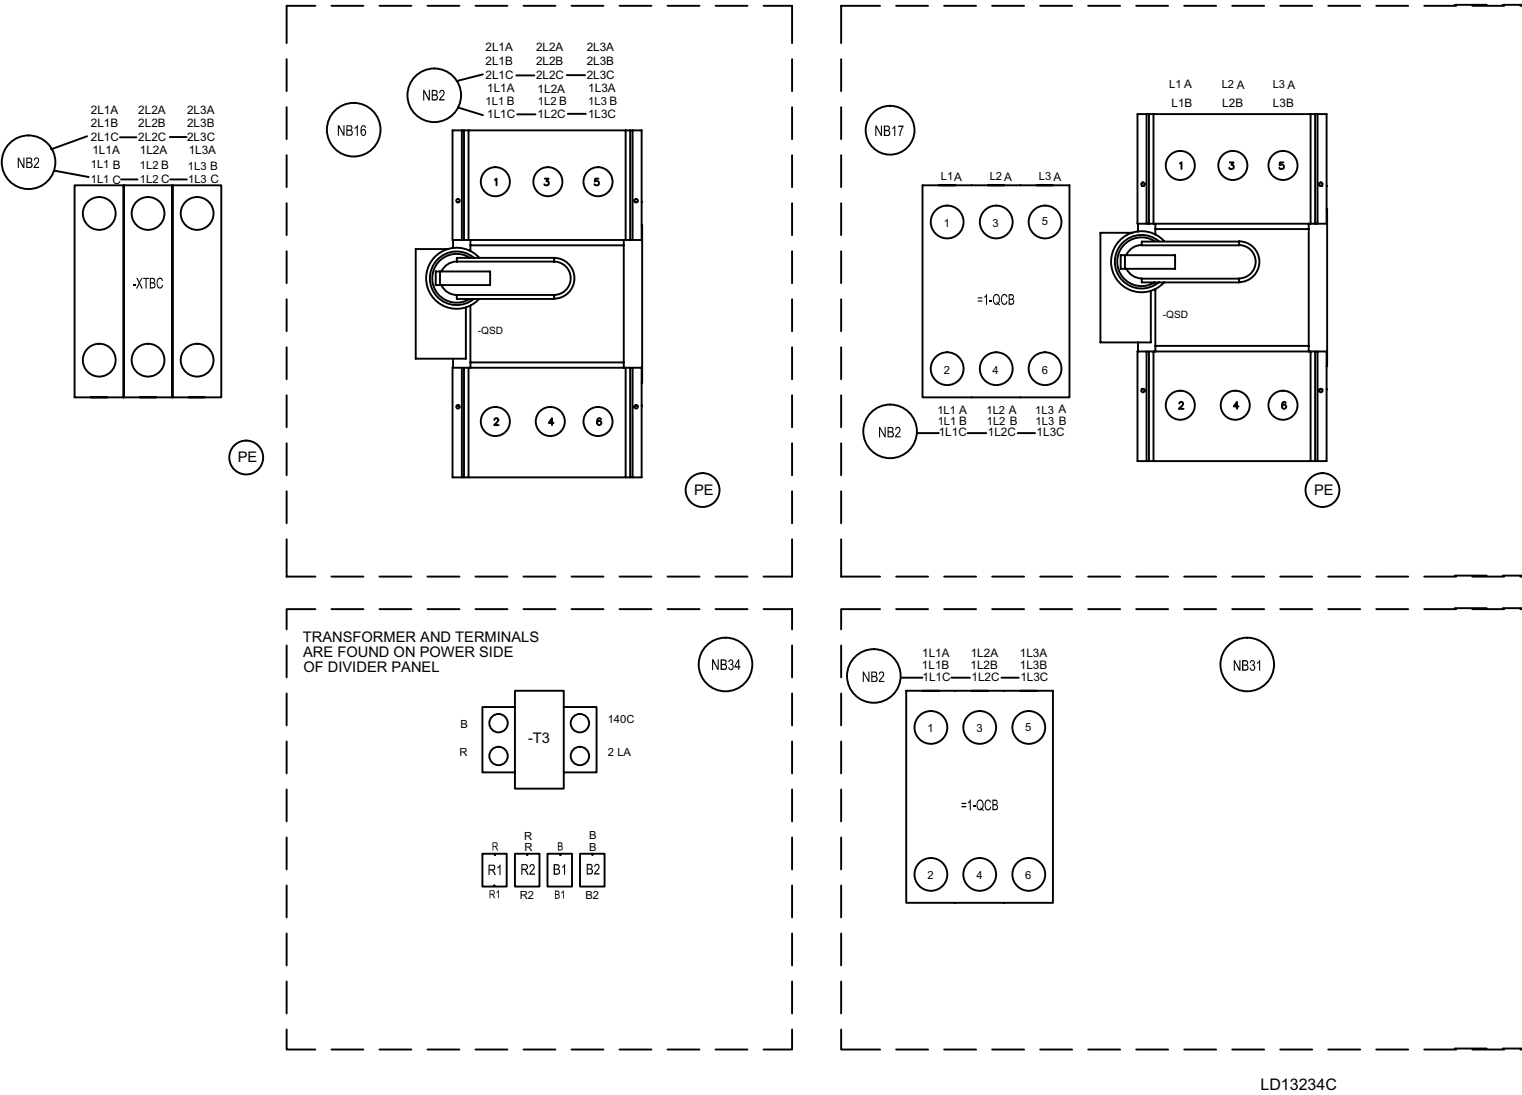 2L1A 2L2A 2L3A
2L1B 2L2B 2L3B
2L1C 2L2C 2L3C
1L1A 1L2A 1L3A
1L1 B 1L2 B 1L3 B
1L1 C 1L2 C 1L3 C
NB2
-XTBC
PE
2L1A 2L2A 2L3A
2L1B 2L2B 2L3B
2L1C 2L2C 2L3C
1L1A 1L2A 1L3A
1L1 B 1L2 B 1L3 B
1L1C 1L2C 1L3C
NB2
NB16
1 3 5
-QSD
2 4 6
PE
NB17
L1 A L2 A L3 A
L1B L2B L3B
L1A L2 A L3 A
1 3 5
=1-QCB
2 4 6
1L1 A 1L2 A 1L3 A
1L1 B 1L2 B 1L3 B
1L1C 1L2C 1L3C
NB2
1 3 5
-QSD
2 4 6
PE
TRANSFORMER AND TERMINALS
ARE FOUND ON POWER SIDE
OF DIVIDER PANEL
NB34
B 140C
-T3
R 2 LA
R B
R R B B
R1 R2 B1 B2
R1 R2 B1 B2
1L1A 1L2A 1L3A
1L1B 1L2B 1L3B
1L1C 1L2C 1L3C
NB2
NB31
1 3 5
=1-QCB
2 4 6
LD13234C